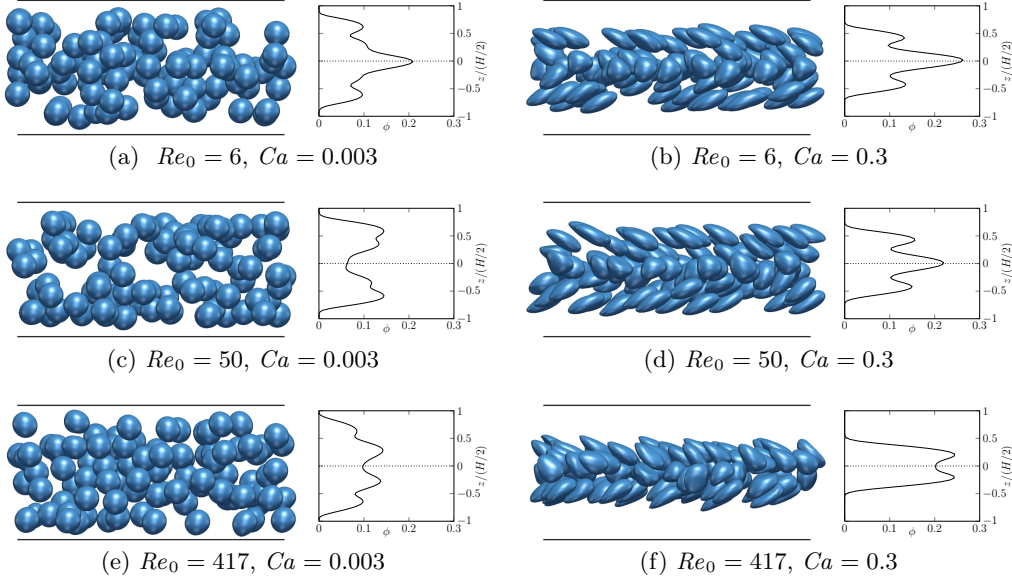 1
0.5
0
−0.5
−1
z/(H/2)
0 0.1 0.2 0.3
ϕ
1
0.5
0
−0.5
−1
z/(H/2)
0 0.1 0.2 0.3
ϕ
(a) Re₀ = 6, Ca = 0.003
(b) Re₀ = 6, Ca = 0.3
1
0.5
0
−0.5
−1
z/(H/2)
0 0.1 0.2 0.3
ϕ
1
0.5
0
−0.5
−1
z/(H/2)
0 0.1 0.2 0.3
ϕ
(c) Re₀ = 50, Ca = 0.003
(d) Re₀ = 50, Ca = 0.3
1
0.5
0
−0.5
−1
z/(H/2)
0 0.1 0.2 0.3
ϕ
1
0.5
0
−0.5
−1
z/(H/2)
0 0.1 0.2 0.3
ϕ
(e) Re₀ = 417, Ca = 0.003
(f) Re₀ = 417, Ca = 0.3